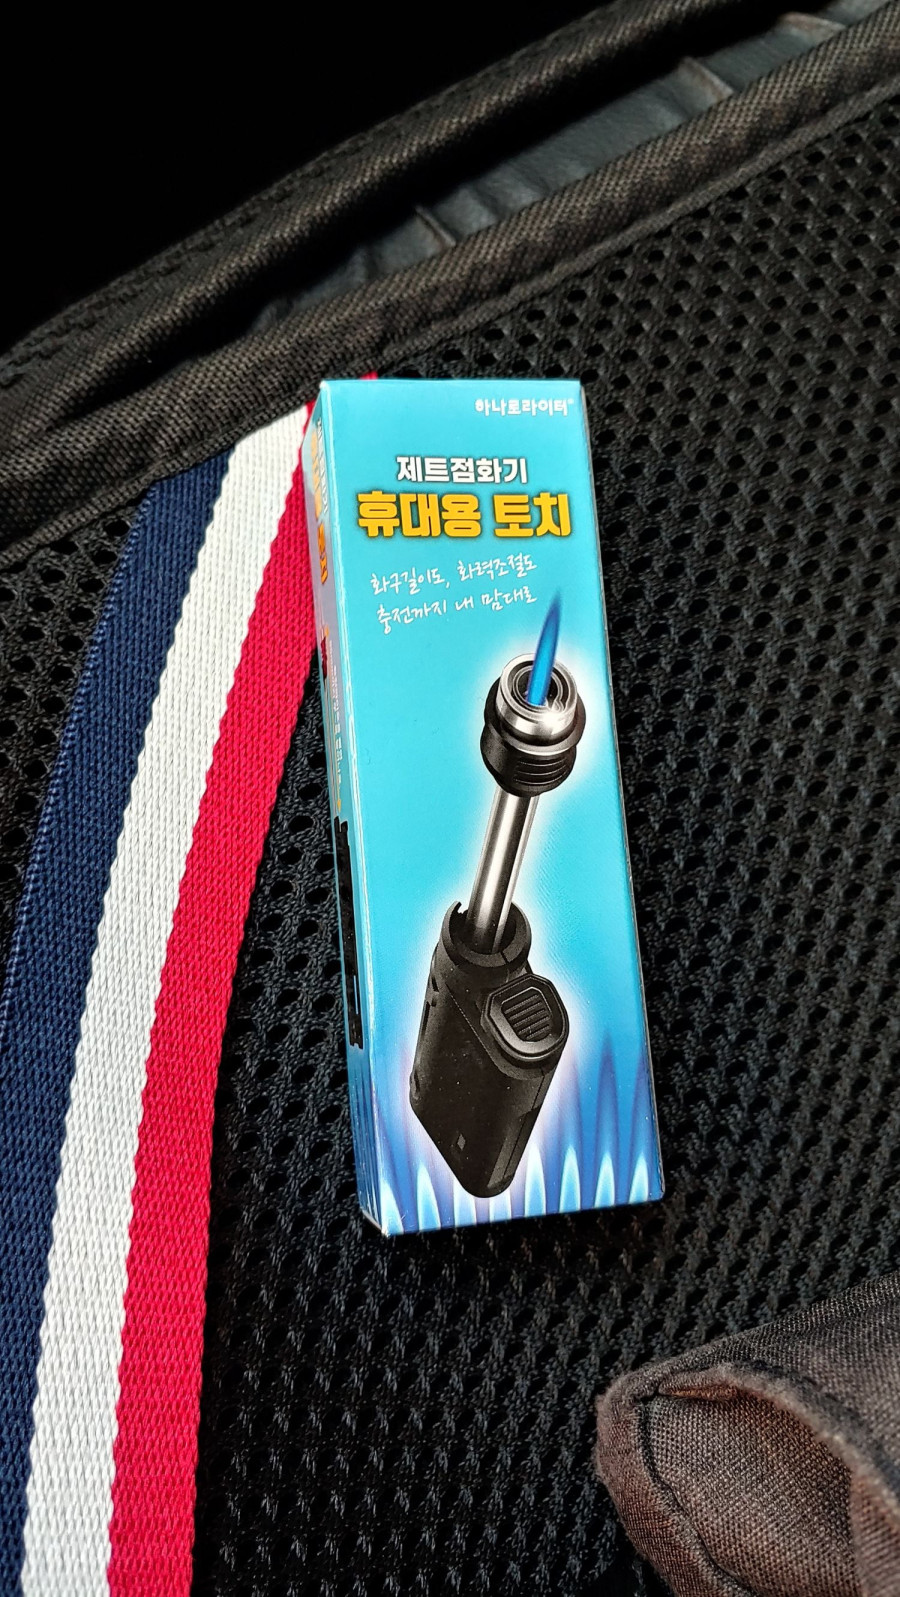 하나로라이터®
제트점화기
휴대용 토치
화구길이도, 화력조절도
충전까지 내 맘대로